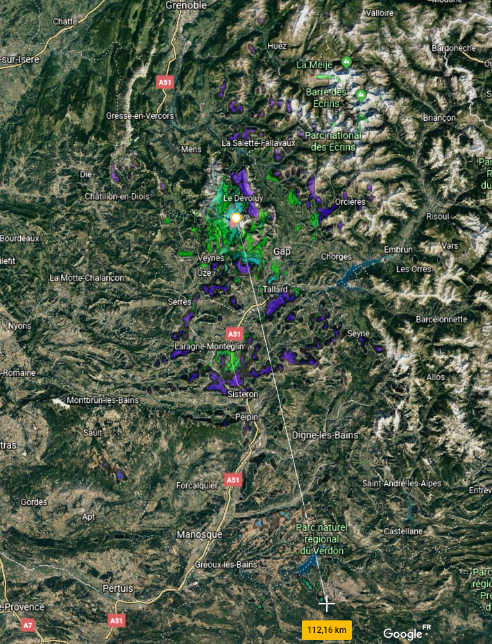 Grenoble
Valloire
Chatte
Huez
Bardonecche
-sur-Isère
La Meije
A51
Barre des
Écrins
Gresse-en-Vercors
Briançon
Parc national
des Écrins
Mens
La Salette-Fallavaux
Die
Châtillon-en-Diois
Le Dévoluy
Orcières
Risoul
Bourdeaux
Gap
Embrun
Vars
Veynes
Chorges
Les Orres
Oze
La Motte-Chalancon
Tallard
Serres
Barcelonnette
Nyons
A51
Seyne
Laragne-Montéglin
-Romaine
Allos
Sisteron
Montbrun-les-Bains
Peipin
Sault
Digne-les-Bains
tras
A51
Forcalquier
Saint-André-les-Alpes
Entrev
Gordes
Apt
Parc naturel
régional
du Verdon
Castellane
Manosque
Gréoux-les-Bains
Pertuis
-Provence
A51
A7
112,16 km
Google
FR